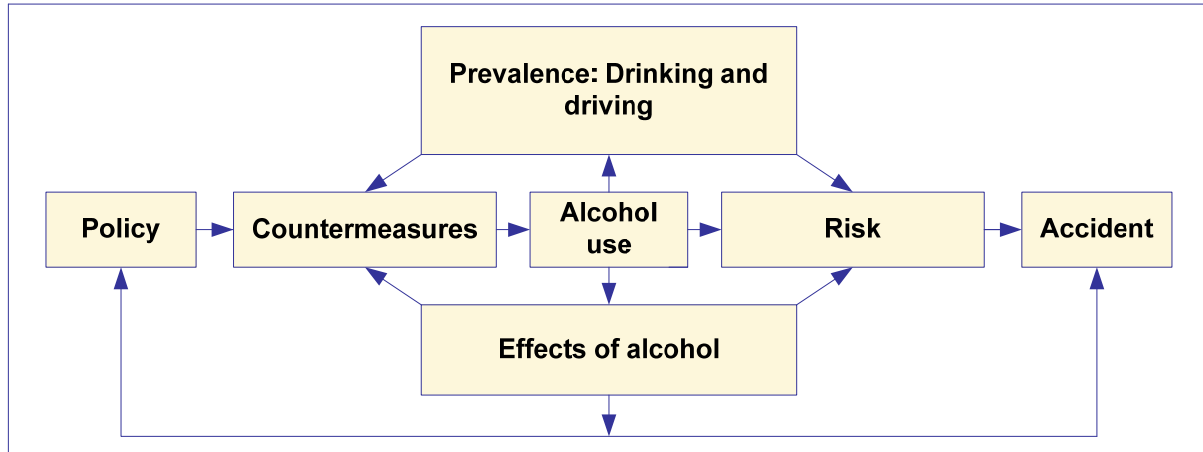 Prevalence: Drinking and
driving
Policy
Countermeasures
Alcohol
use
Risk
Accident
Effects of alcohol